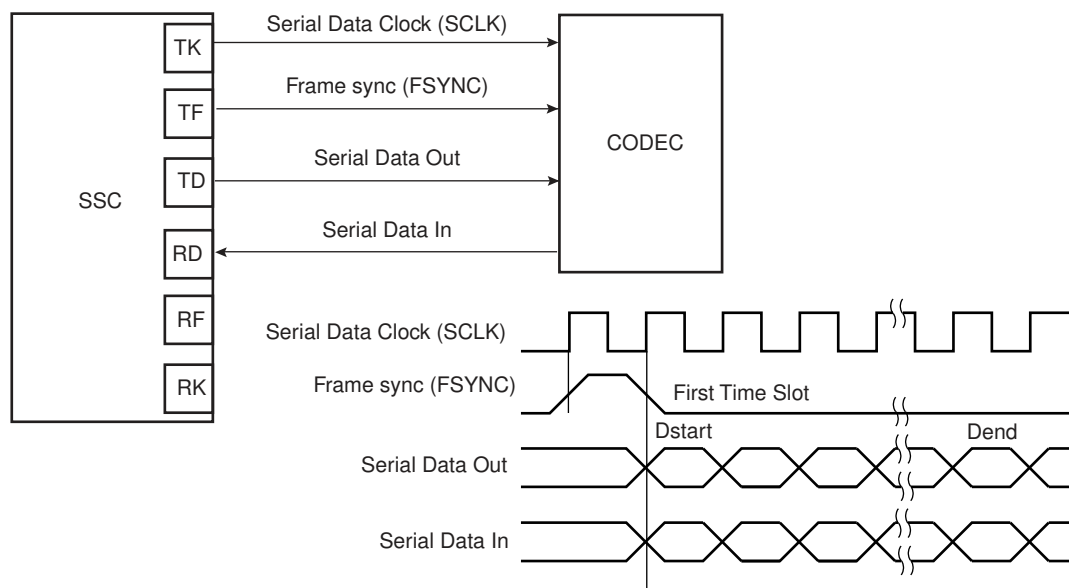 SSC
TK
TF
TD
RD
RF
RK
Serial Data Clock (SCLK)
Frame sync (FSYNC)
Serial Data Out
Serial Data In
CODEC
Serial Data Clock (SCLK)
Frame sync (FSYNC)
First Time Slot
Dstart
Dend
Serial Data Out
Serial Data In